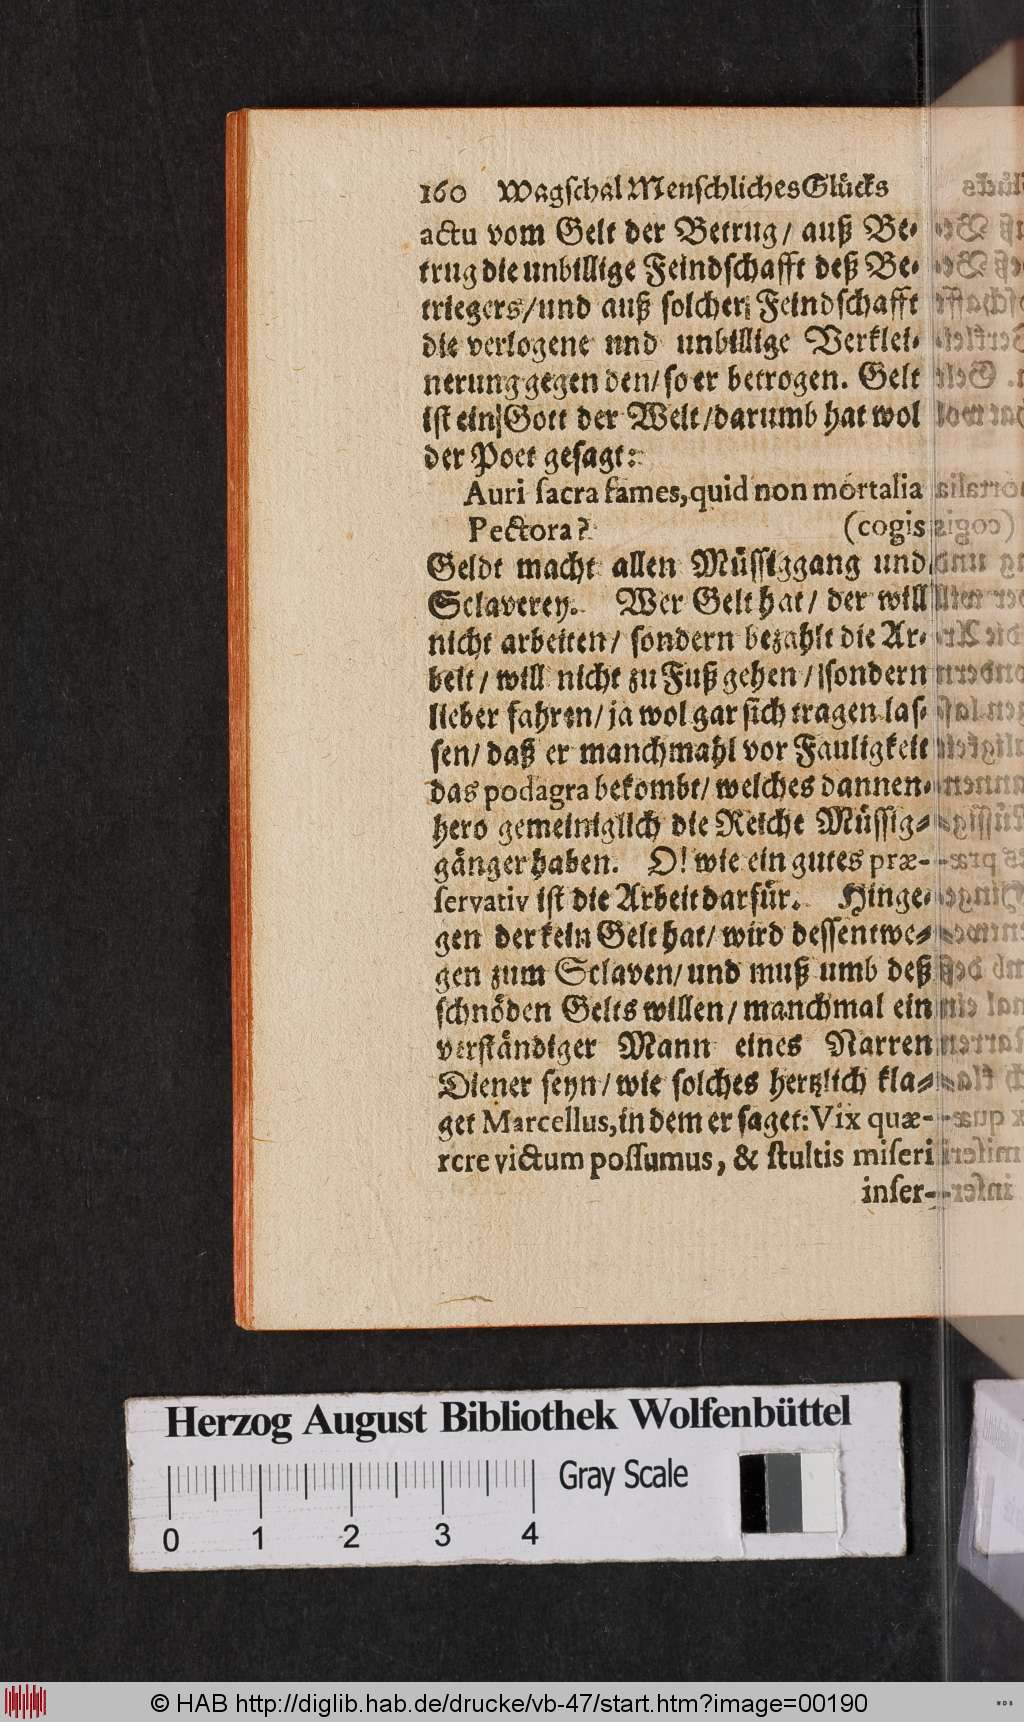 160 Wagschal Menschliches Glücks
actu vom Gelt der Betrug / auß Be-
trug die unbillige Feindschafft deß Be-
triegers / und auß solcher Feindschafft
die verlogene und unbillige Verklei-
nerung gegen den / so er betrogen. Gelt
ist ein Gott der Welt / darumb hat wol
der Poet gesagt:
Auri sacra fames, quid non mórtalia
Pectora? (cogis
Geldt macht allen Müssiggang und
Sclaverey. Wer Gelt hat / der will
nicht arbeiten / sondern bezahlt die Ar-
beit / will nicht zu Fuß gehen / sondern
lieber fahren / ja wol gar sich tragen las-
sen / daß er manchmahl vor Fauligkeit
das podagra bekombt / welches dannen-
hero gemeiniglich die Reiche Müssig-
gänger haben. O! wie ein gutes præ-
servativ ist die Arbeit darfür. Hinge-
gen der kein Gelt hat / wird dessentwe-
gen zum Sclaven / und muß umb deß
schnöden Gelts willen / manchmal ein
verständiger Mann eines Narren
Diener seyn / wie solches hertzlich kla-
get Marcellus, in dem er saget: Vix quæ-
rere victum possumus, & stultis miseri
inser-
Herzog August Bibliothek Wolfenbüttel
Gray Scale
0 1 2 3 4
© HAB http://diglib.hab.de/drucke/vb-47/start.htm?image=00190